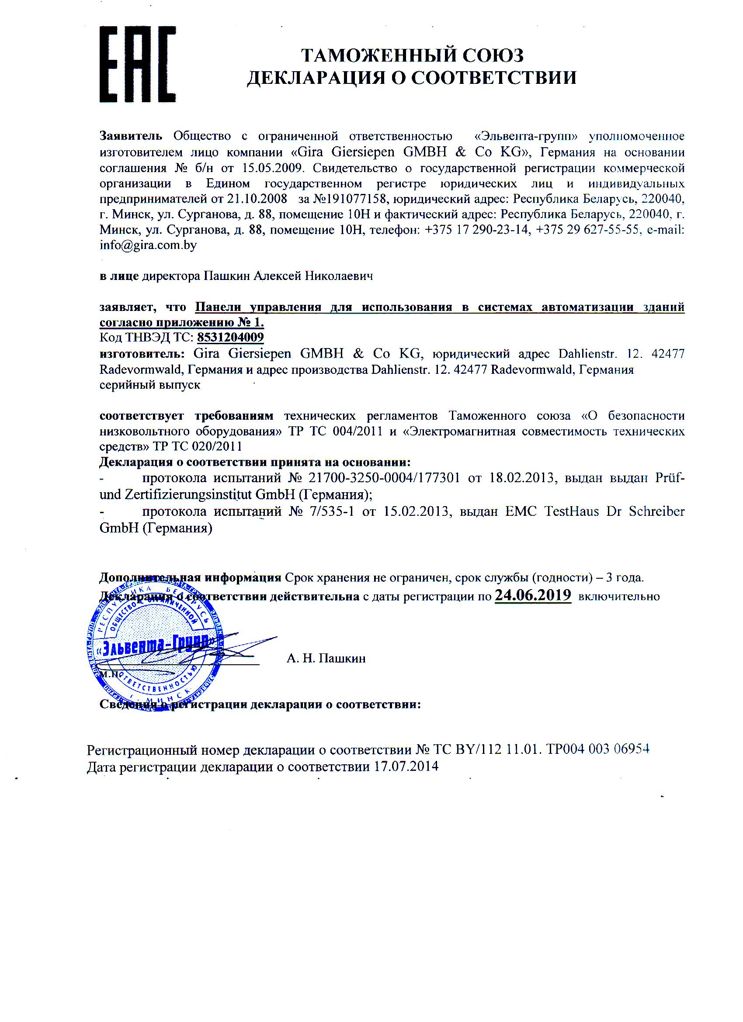 EAC
ТАМОЖЕННЫЙ СОЮЗ
ДЕКЛАРАЦИЯ О СООТВЕТСТВИИ
Заявитель Общество с ограниченной ответственностью «Эльвента-групп» уполномоченное
изготовителем лицо компании «Gira Giersiepen GMBH & Co KG», Германия на основании
соглашения № б/н от 15.05.2009. Свидетельство о государственной регистрации коммерческой
организации в Едином государственном регистре юридических лиц и индивидуальных
предпринимателей от 21.10.2008 за №191077158, юридический адрес: Республика Беларусь, 220040,
г. Минск, ул. Сурганова, д. 88, помещение 10Н и фактический адрес: Республика Беларусь, 220040, г.
Минск, ул. Сурганова, д. 88, помещение 10Н, телефон: +375 17 290-23-14, +375 29 627-55-55, e-mail:
info@gira.com.by
в лице директора Пашкин Алексей Николаевич
заявляет, что Панели управления для использования в системах автоматизации зданий
согласно приложению № 1.
Код ТНВЭД ТС: 8531204009
изготовитель: Gira Giersiepen GMBH & Co KG, юридический адрес Dahlienstr. 12. 42477
Radevormwald, Германия и адрес производства Dahlienstr. 12. 42477 Radevormwald, Германия
серийный выпуск
соответствует требованиям технических регламентов Таможенного союза «О безопасности
низковольтного оборудования» ТР ТС 004/2011 и «Электромагнитная совместимость технических
средств» ТР ТС 020/2011
Декларация о соответствии принята на основании:
- протокола испытаний № 21700-3250-0004/177301 от 18.02.2013, выдан выдан Prüf-
und Zertifizierungsinstitut GmbH (Германия);
- протокола испытаний № 7/535-1 от 15.02.2013, выдан EMC TestHaus Dr Schreiber
GmbH (Германия)
Дополнительная информация Срок хранения не ограничен, срок службы (годности) – 3 года.
Декларация о соответствии действительна с даты регистрации по 24.06.2019 включительно
РЕСПУБЛИКА БЕЛАРУСЬ
ОБЩЕСТВО С ОГРАНИЧЕННОЙ
«Эльвента-Групп»
ОТВЕТСТВЕННОСТЬЮ
г. МИНСК
А. Н. Пашкин
М.П.
Сведения о регистрации декларации о соответствии:
Регистрационный номер декларации о соответствии № ТС BY/112 11.01. ТР004 003 06954
Дата регистрации декларации о соответствии 17.07.2014